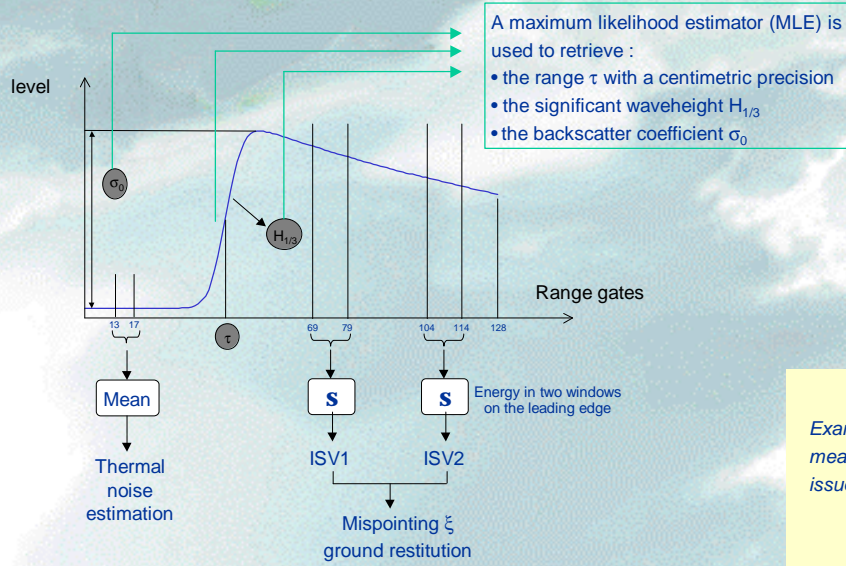 A maximum likelihood estimator (MLE) is
used to retrieve :
• the range τ with a centimetric precision
• the significant waveheight H1/3
• the backscatter coefficient σ0
level
σ0
H1/3
Range gates
13 17 69 79 104 114 128
τ
Mean
s
s
Energy in two windows
on the leading edge
Thermal
noise
estimation
ISV1
ISV2
Mispointing ξ
ground restitution